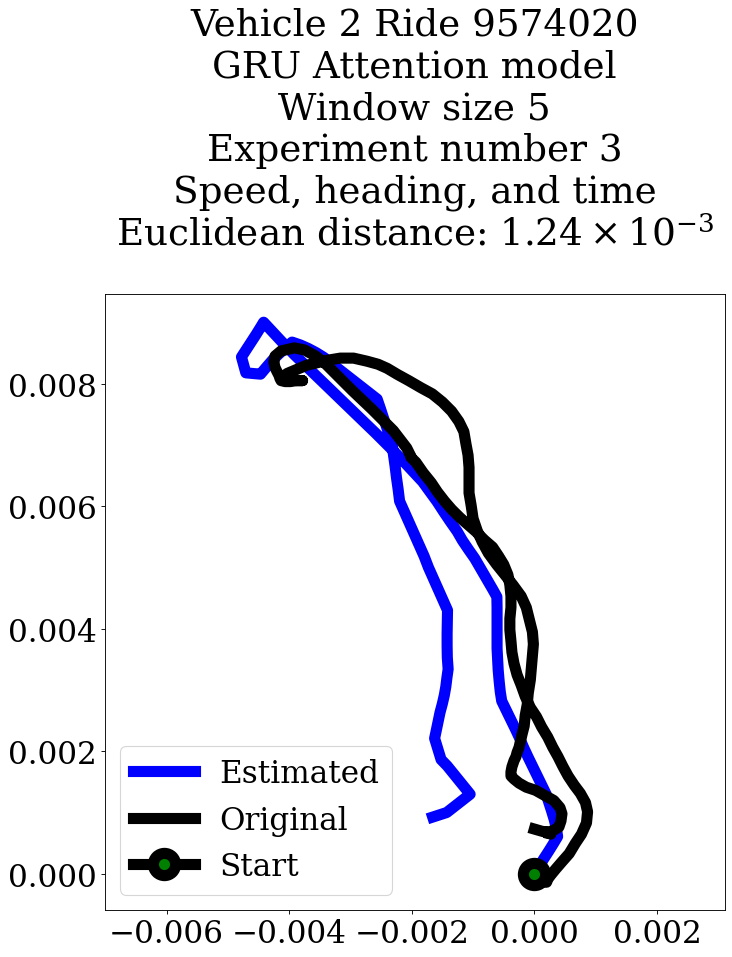 Vehicle 2 Ride 9574020
GRU Attention model
Window size 5
Experiment number 3
Speed, heading, and time
Euclidean distance: 1.24 × 10⁻³
0.008
0.006
0.004
0.002
0.000
Estimated
Original
Start
−0.006 −0.004 −0.002 0.000 0.002